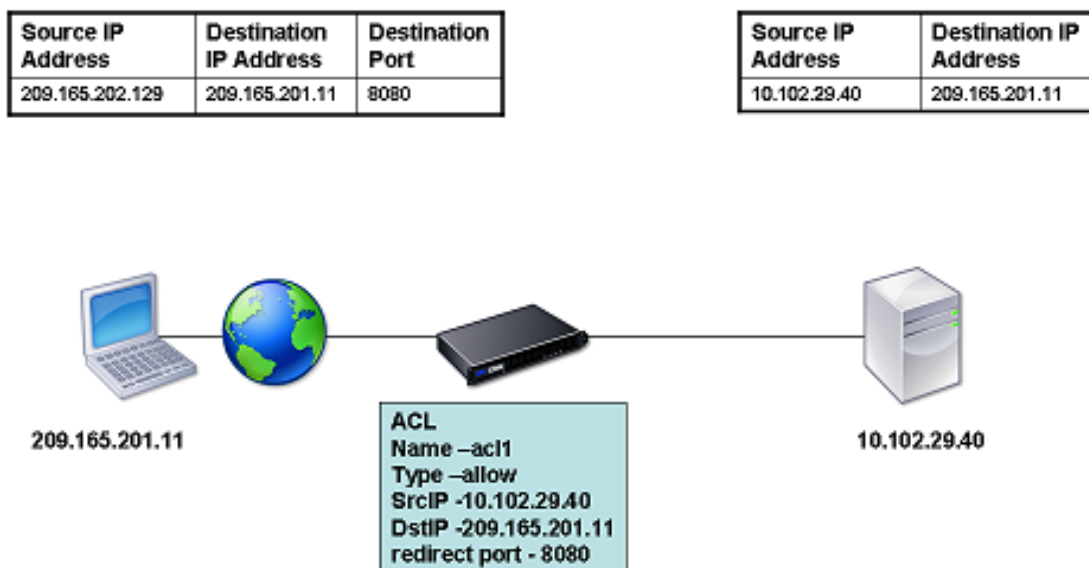 Source IP Address
Destination IP Address
Destination Port
209.165.202.129
209.165.201.11
8080
Source IP Address
Destination IP Address
10.102.29.40
209.165.201.11
209.165.201.11
ACL
Name –acl1
Type –allow
SrcIP -10.102.29.40
DstIP -209.165.201.11
redirect port - 8080
10.102.29.40